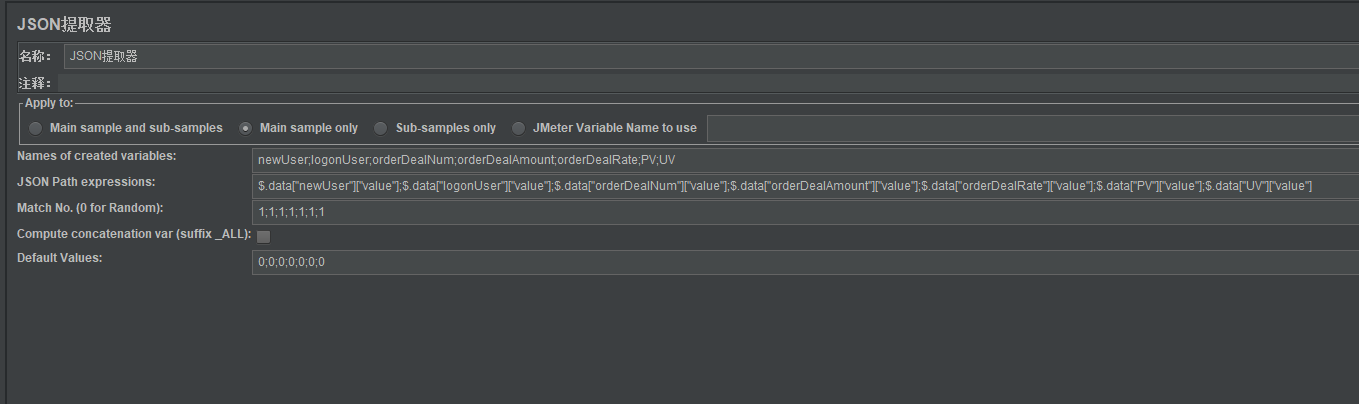 JSON提取器
名称： JSON提取器
注释：
Apply to:
Main sample and sub-samples Main sample only Sub-samples only JMeter Variable Name to use
Names of created variables: newUser;logonUser;orderDealNum;orderDealAmount;orderDealRate;PV;UV
JSON Path expressions: $.data["newUser"]["value"];$.data["logonUser"]["value"];$.data["orderDealNum"]["value"];$.data["orderDealAmount"]["value"];$.data["orderDealRate"]["value"];$.data["PV"]["value"];$.data["UV"]["value"]
Match No. (0 for Random): 1;1;1;1;1;1;1
Compute concatenation var (suffix _ALL):
Default Values: 0;0;0;0;0;0;0